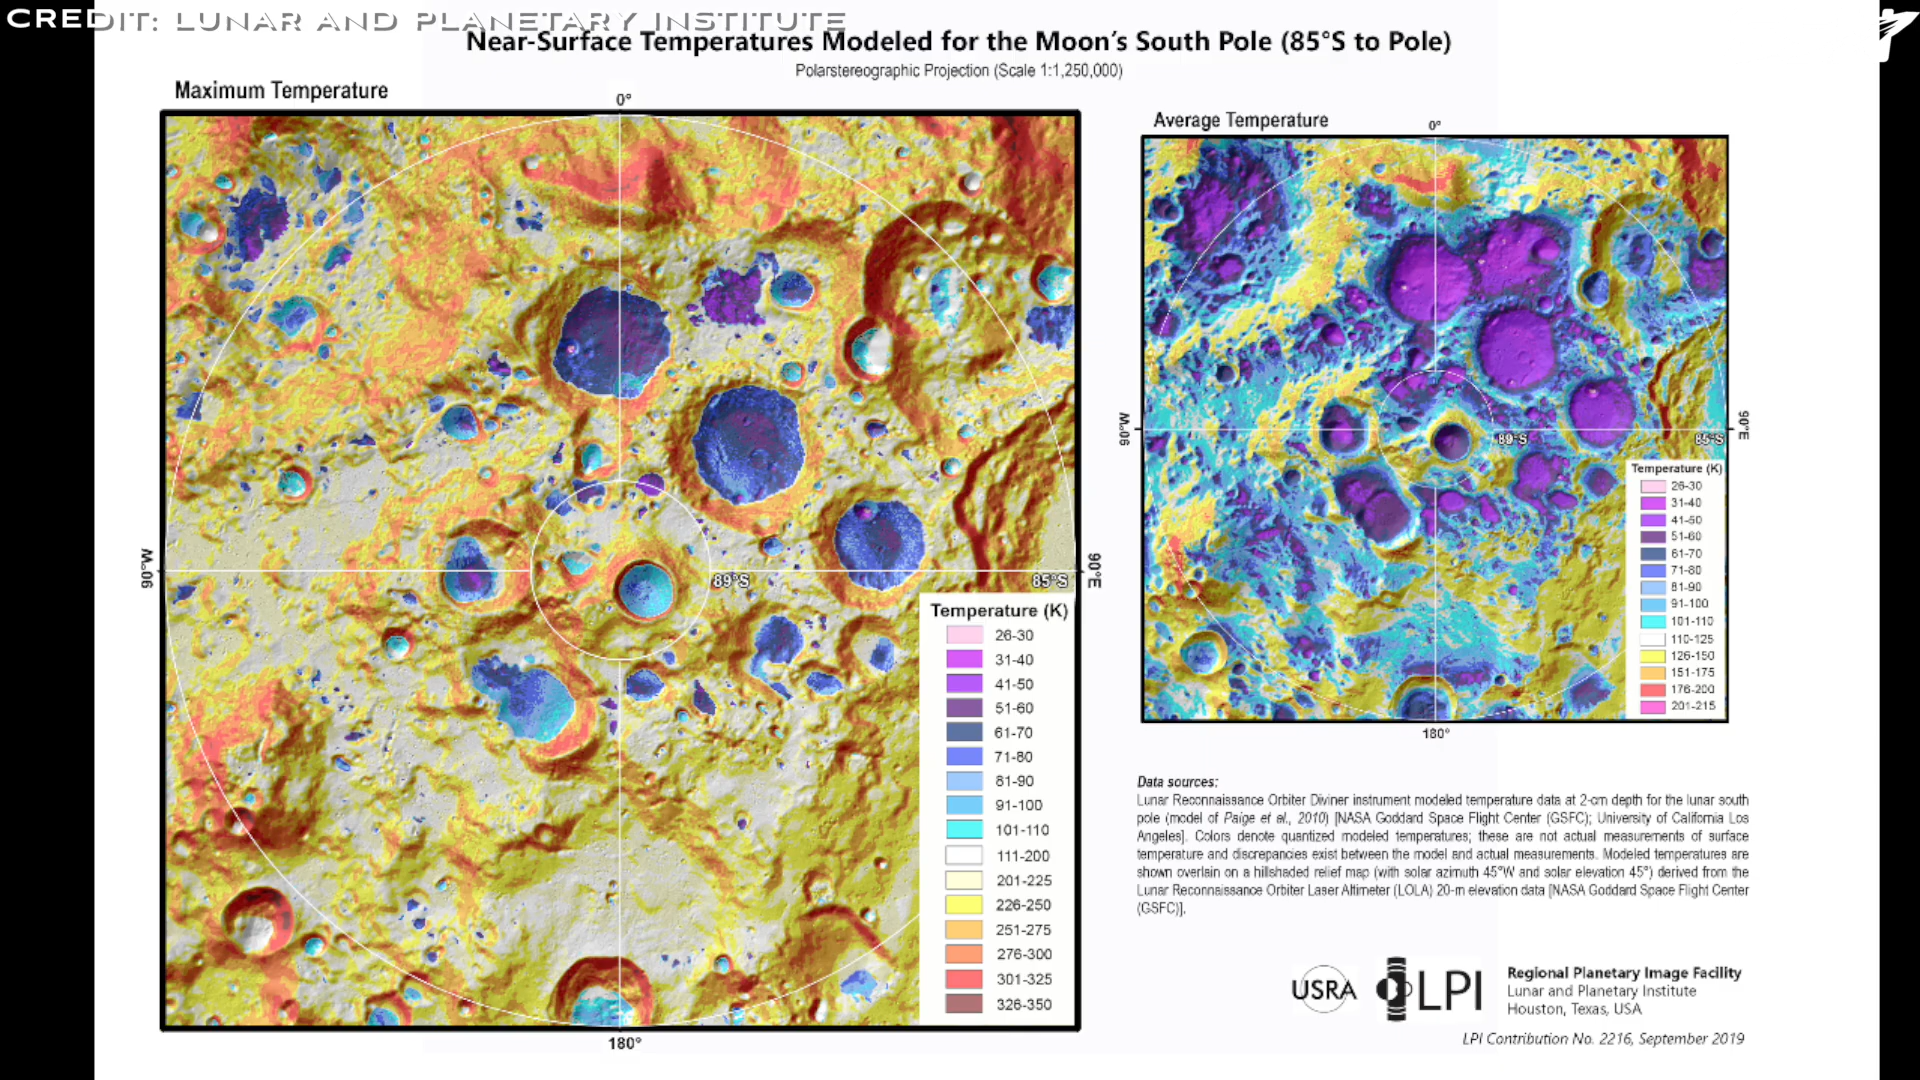 CREDIT: LUNAR AND PLANETARY INSTITUTE
Near-Surface Temperatures Modeled for the Moon's South Pole (85°S to Pole)
Polarstereographic Projection (Scale 1:1,250,000)
Maximum Temperature
0°
90°W
89°S
85°S
90°E
180°
Temperature (K)
26-30
31-40
41-50
51-60
61-70
71-80
81-90
91-100
101-110
111-200
201-225
226-250
251-275
276-300
301-325
326-350
Average Temperature
0°
90°W
89°S
85°S
90°E
180°
Temperature (K)
26-30
31-40
41-50
51-60
61-70
71-80
81-90
91-100
101-110
110-125
126-150
151-175
176-200
201-215
Data sources:
Lunar Reconnaissance Orbiter Diviner instrument modeled temperature data at 2-cm depth for the lunar south
pole (model of Paige et al., 2010) [NASA Goddard Space Flight Center (GSFC); University of California Los
Angeles]. Colors denote quantized modeled temperatures; these are not actual measurements of surface
temperature and discrepancies exist between the model and actual measurements. Modeled temperatures are
shown overlain on a hillshaded relief map (with solar azimuth 45°W and solar elevation 45°) derived from the
Lunar Reconnaissance Orbiter Laser Altimeter (LOLA) 20-m elevation data [NASA Goddard Space Flight Center
(GSFC)].
USRA
LPI
Regional Planetary Image Facility
Lunar and Planetary Institute
Houston, Texas, USA
LPI Contribution No. 2216, September 2019